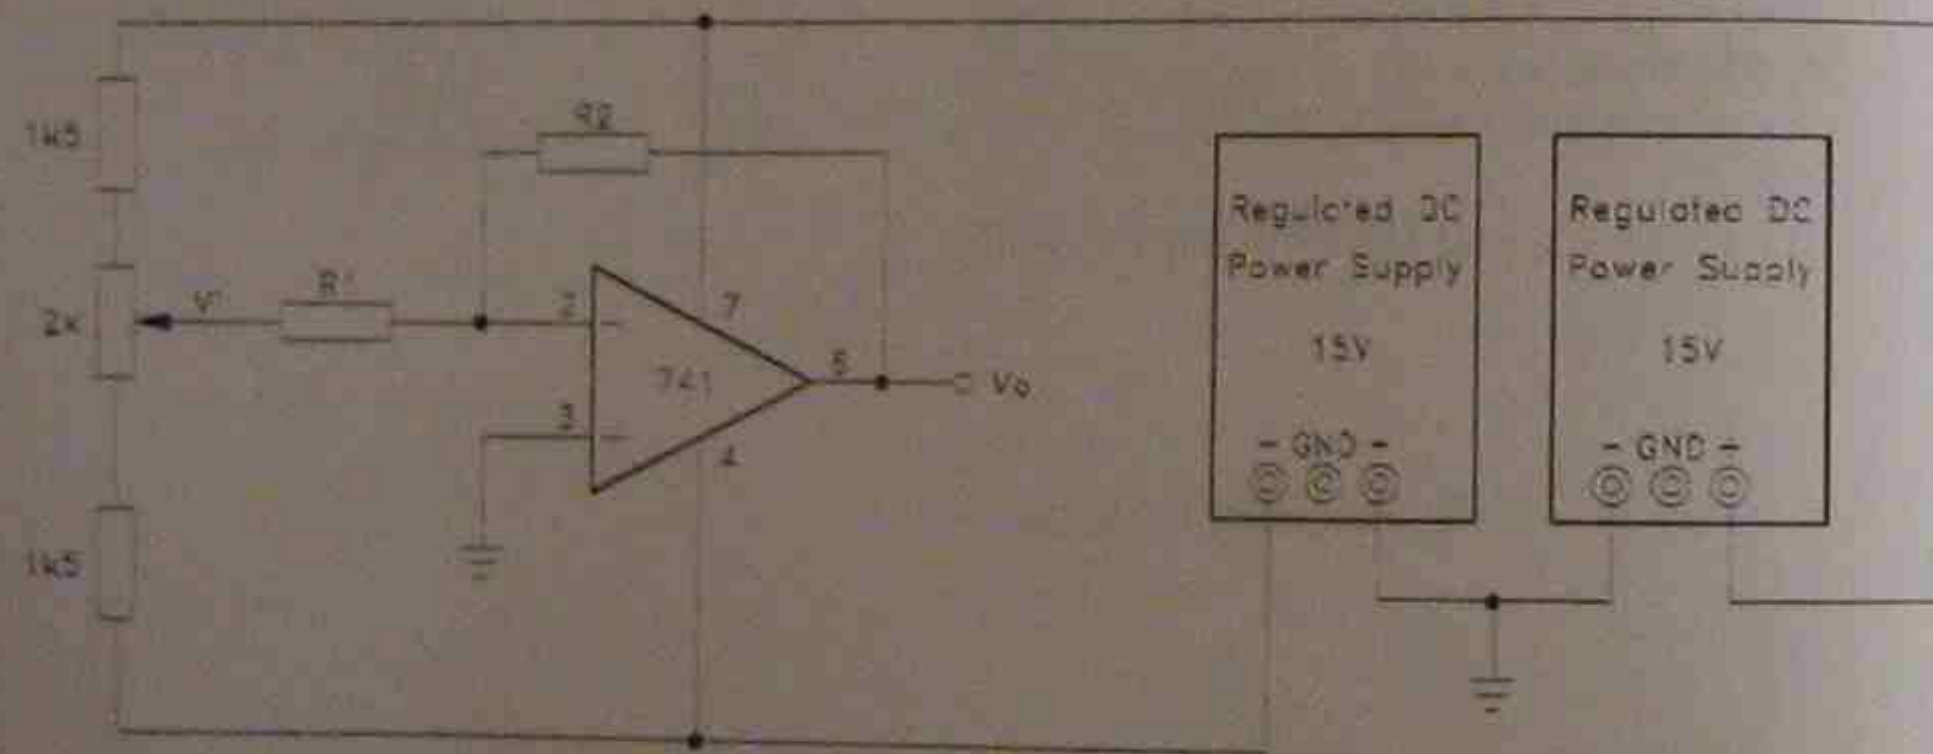 1k5
R2
2k
R1
2
7
741
6
Vo
3
4
1k5
Regulated DC
Power Supply
15V
- GND -
Regulated DC
Power Supply
15V
- GND -